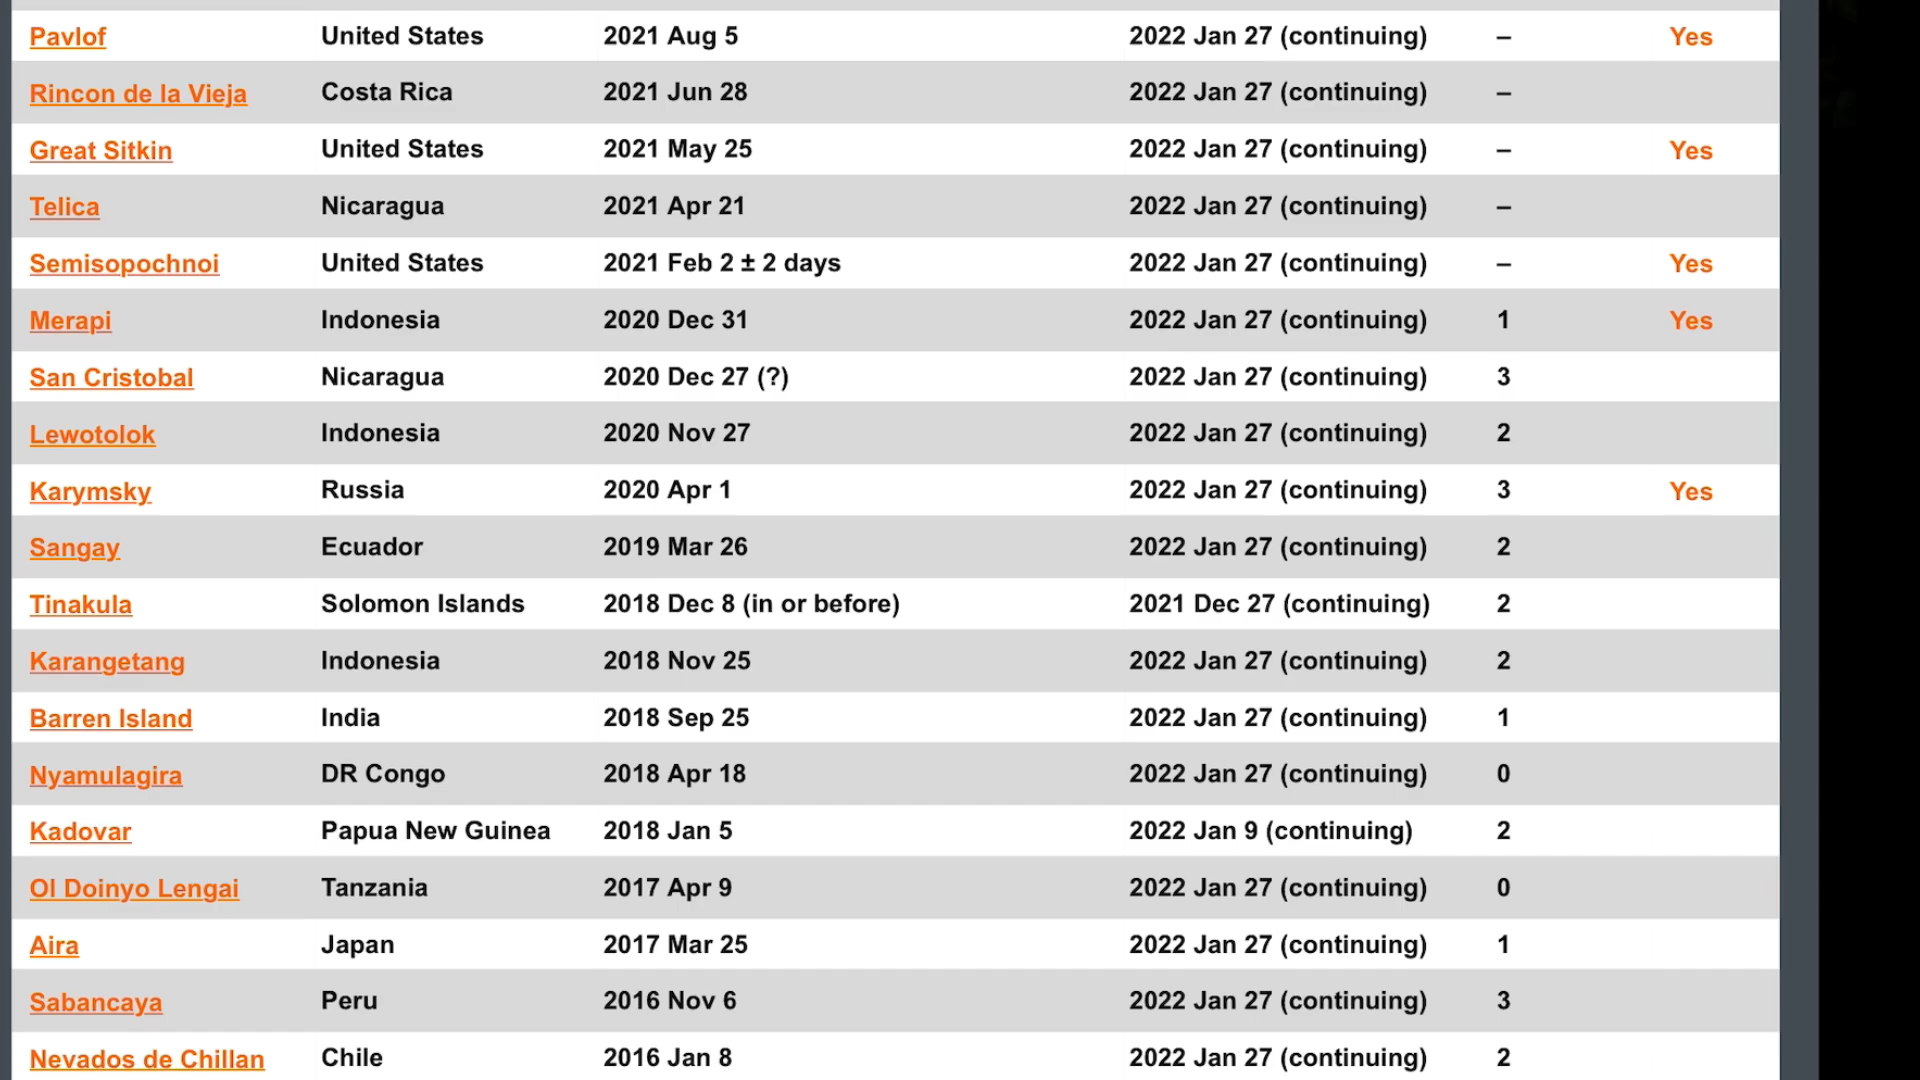 Pavlof United States 2021 Aug 5 2022 Jan 27 (continuing) – Yes
Rincon de la Vieja Costa Rica 2021 Jun 28 2022 Jan 27 (continuing) –
Great Sitkin United States 2021 May 25 2022 Jan 27 (continuing) – Yes
Telica Nicaragua 2021 Apr 21 2022 Jan 27 (continuing) –
Semisopochnoi United States 2021 Feb 2 ± 2 days 2022 Jan 27 (continuing) – Yes
Merapi Indonesia 2020 Dec 31 2022 Jan 27 (continuing) 1 Yes
San Cristobal Nicaragua 2020 Dec 27 (?) 2022 Jan 27 (continuing) 3
Lewotolok Indonesia 2020 Nov 27 2022 Jan 27 (continuing) 2
Karymsky Russia 2020 Apr 1 2022 Jan 27 (continuing) 3 Yes
Sangay Ecuador 2019 Mar 26 2022 Jan 27 (continuing) 2
Tinakula Solomon Islands 2018 Dec 8 (in or before) 2021 Dec 27 (continuing) 2
Karangetang Indonesia 2018 Nov 25 2022 Jan 27 (continuing) 2
Barren Island India 2018 Sep 25 2022 Jan 27 (continuing) 1
Nyamulagira DR Congo 2018 Apr 18 2022 Jan 27 (continuing) 0
Kadovar Papua New Guinea 2018 Jan 5 2022 Jan 9 (continuing) 2
Ol Doinyo Lengai Tanzania 2017 Apr 9 2022 Jan 27 (continuing) 0
Aira Japan 2017 Mar 25 2022 Jan 27 (continuing) 1
Sabancaya Peru 2016 Nov 6 2022 Jan 27 (continuing) 3
Nevados de Chillan Chile 2016 Jan 8 2022 Jan 27 (continuing) 2